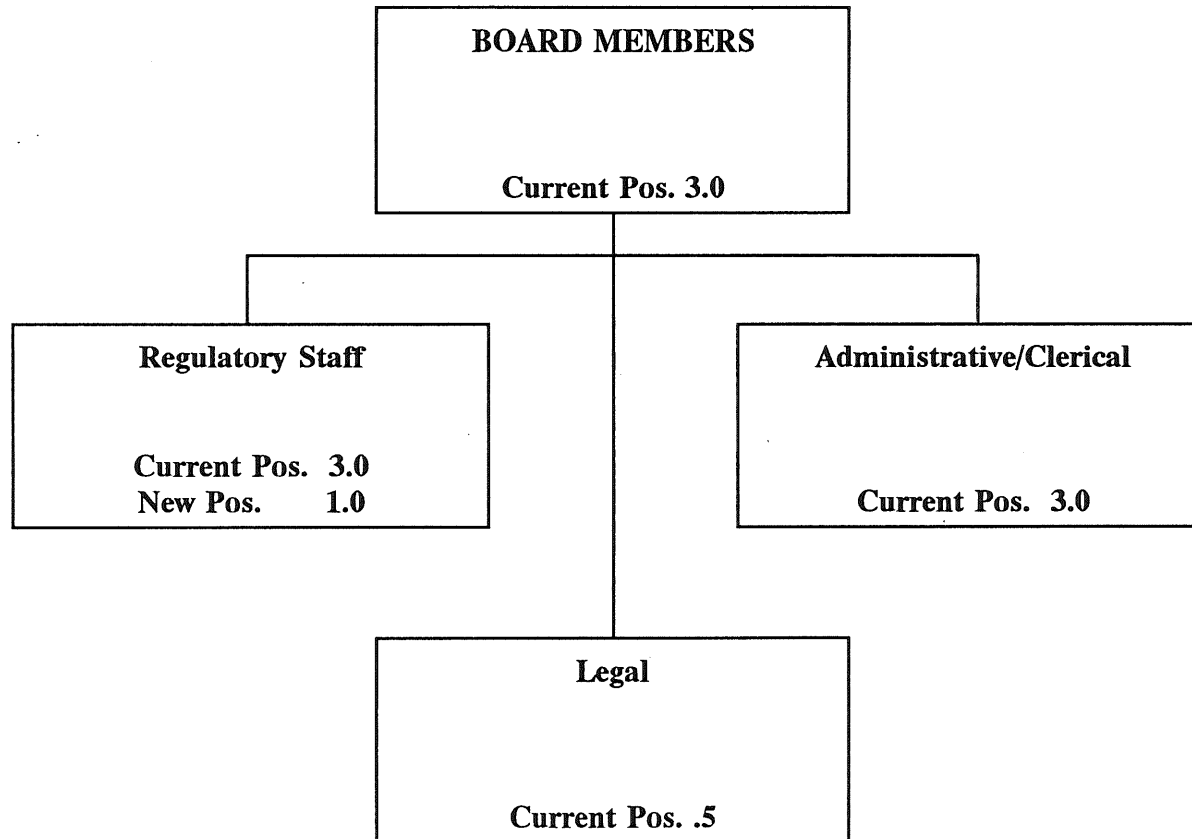 BOARD MEMBERS
Current Pos. 3.0
Regulatory Staff
Current Pos. 3.0
New Pos. 1.0
Administrative/Clerical
Current Pos. 3.0
Legal
Current Pos. .5